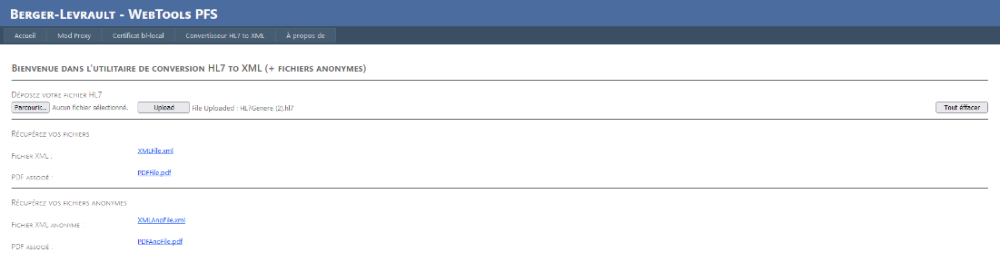 Berger-Levrault - WebTools PFS
Accueil Mod Proxy Certificat bl-local Convertisseur HL7 to XML À propos de
Bienvenue dans l'utilitaire de conversion HL7 to XML (+ fichiers anonymes)
Déposez votre fichier HL7
Parcourir... Aucun fichier sélectionné. Upload File Uploaded : HL7Genere (2).hl7 Tout éffacer
Récupérez vos fichiers
Fichier XML : XMLFile.xml
PDF associé : PDFFile.pdf
Récupérez vos fichiers anonymes
Fichier XML anonyme : XMLAnoFile.xml
PDF associé : PDFAnoFile.pdf